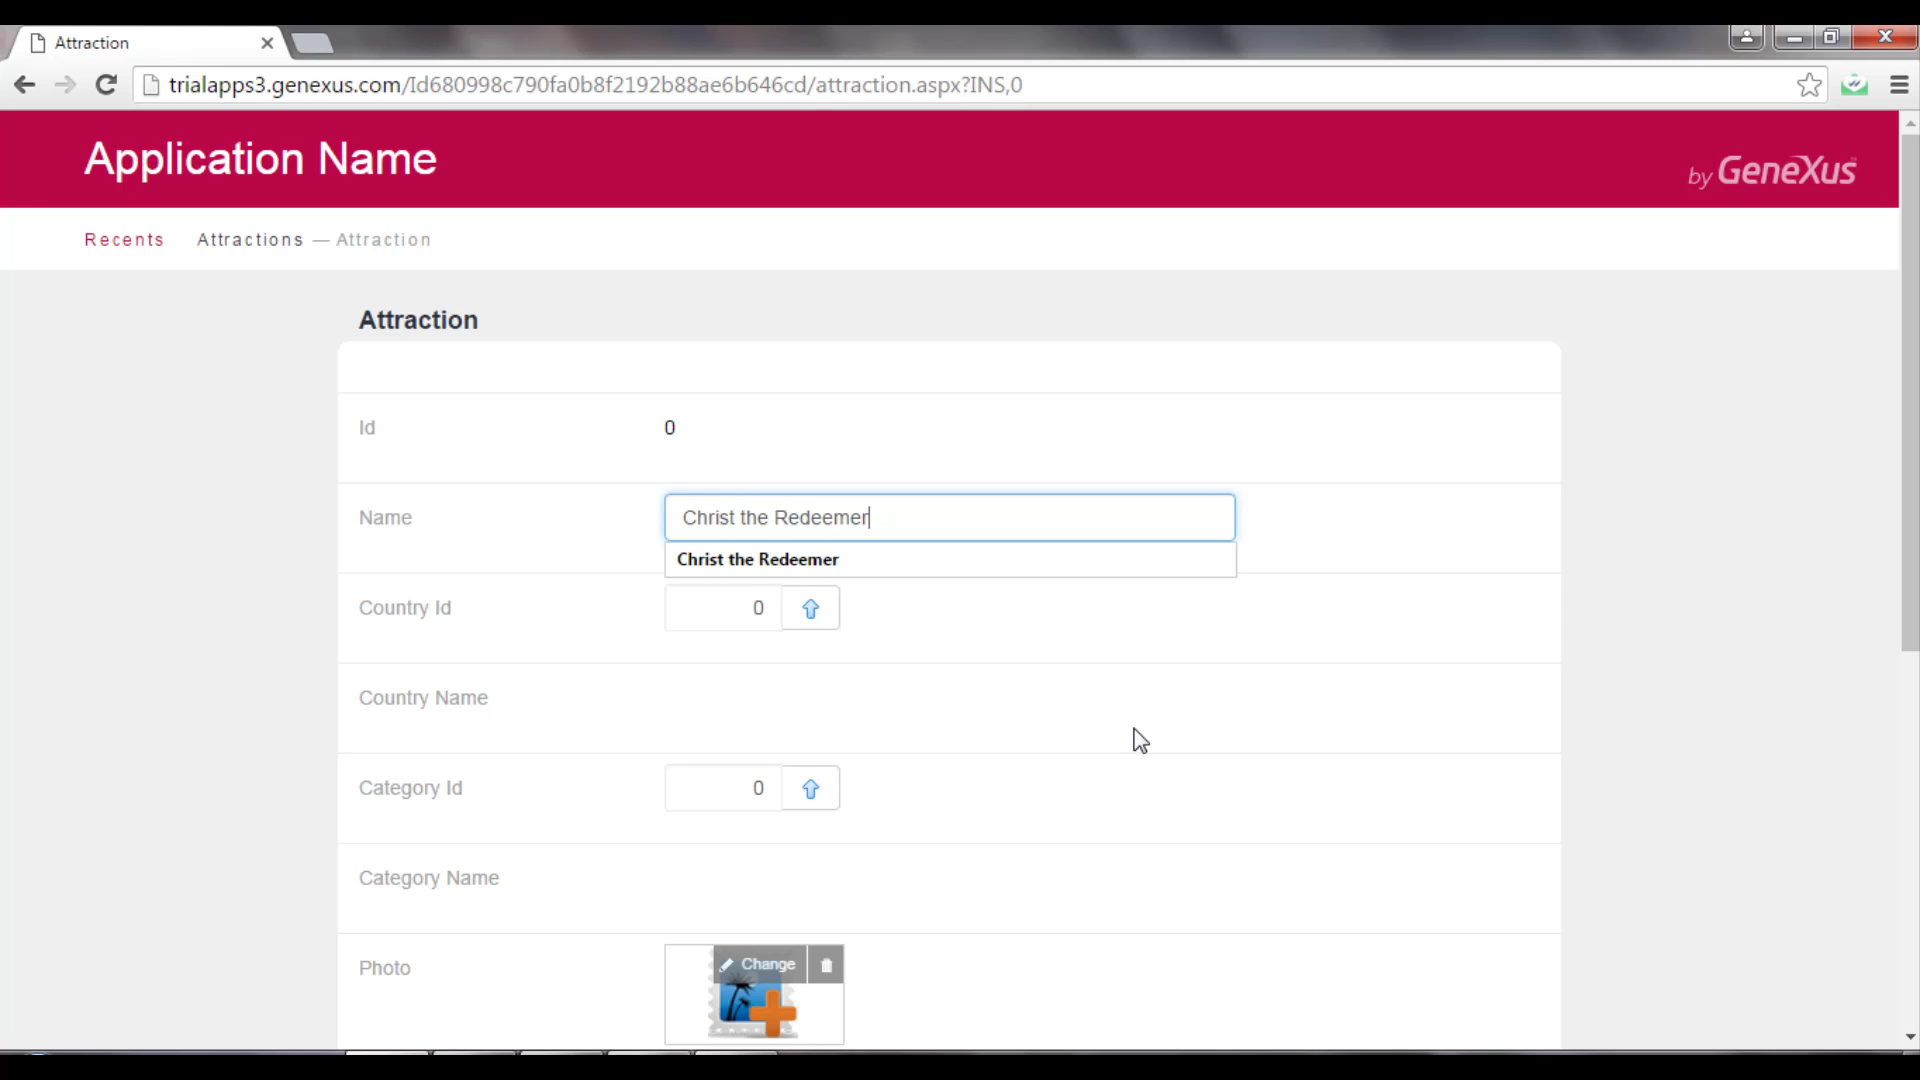 Attraction
trialapps3.genexus.com/Id680998c790fa0b8f2192b88ae6b646cd/attraction.aspx?INS,0
Application Name
by GeneXus
Recents Attractions — Attraction
Attraction
Id 0
Name Christ the Redeemer
Christ the Redeemer
Country Id 0
Country Name
Category Id 0
Category Name
Photo Change